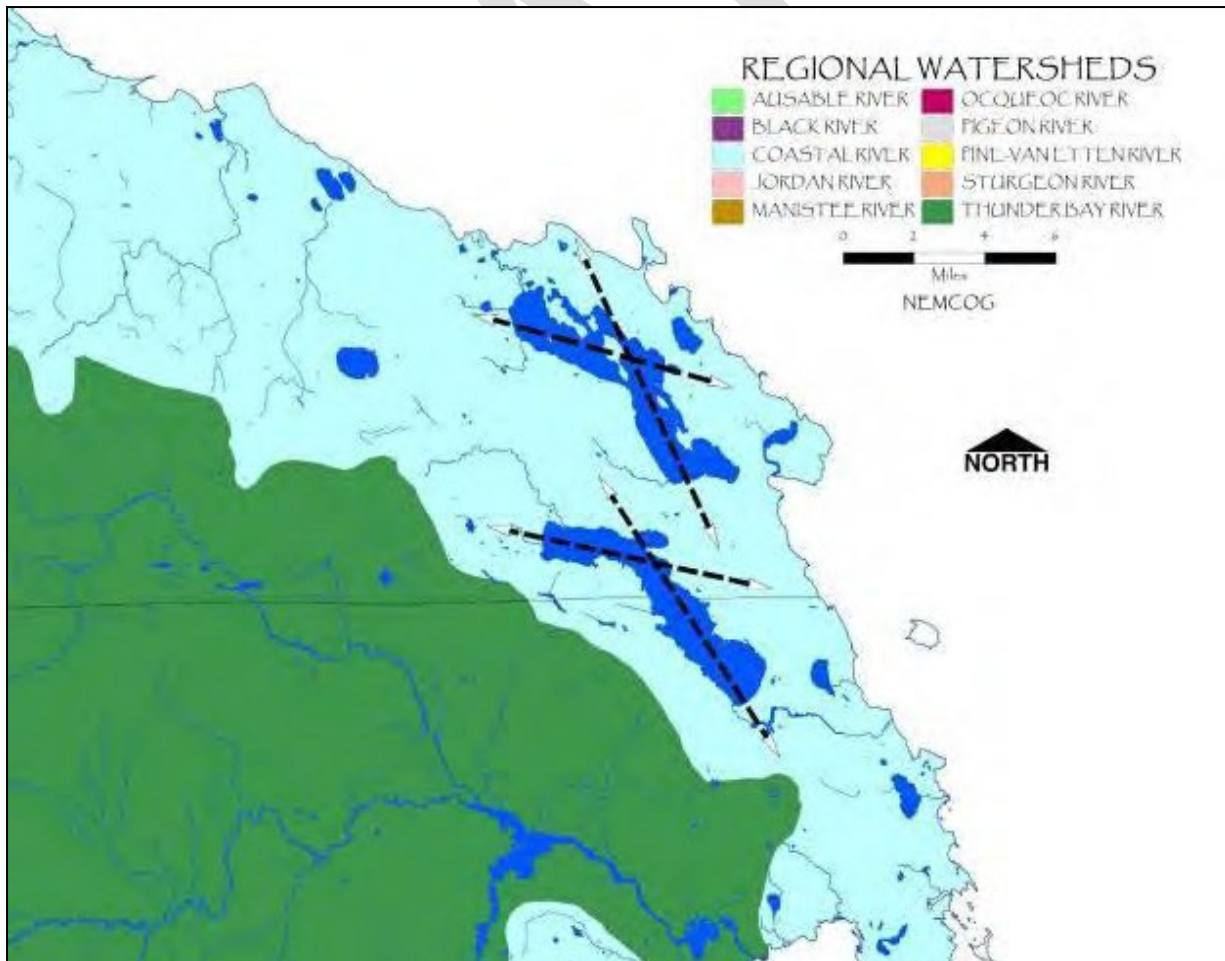 REGIONAL WATERSHEDS
AUSABLE RIVER OCQUEOC RIVER
BLACK RIVER PIGEON RIVER
COASTAL RIVER PINE-VAN ETTEN RIVER
JORDAN RIVER STURGEON RIVER
MANISTEE RIVER THUNDER BAY RIVER
0 2 4 6
Miles
NEMCOG
NORTH